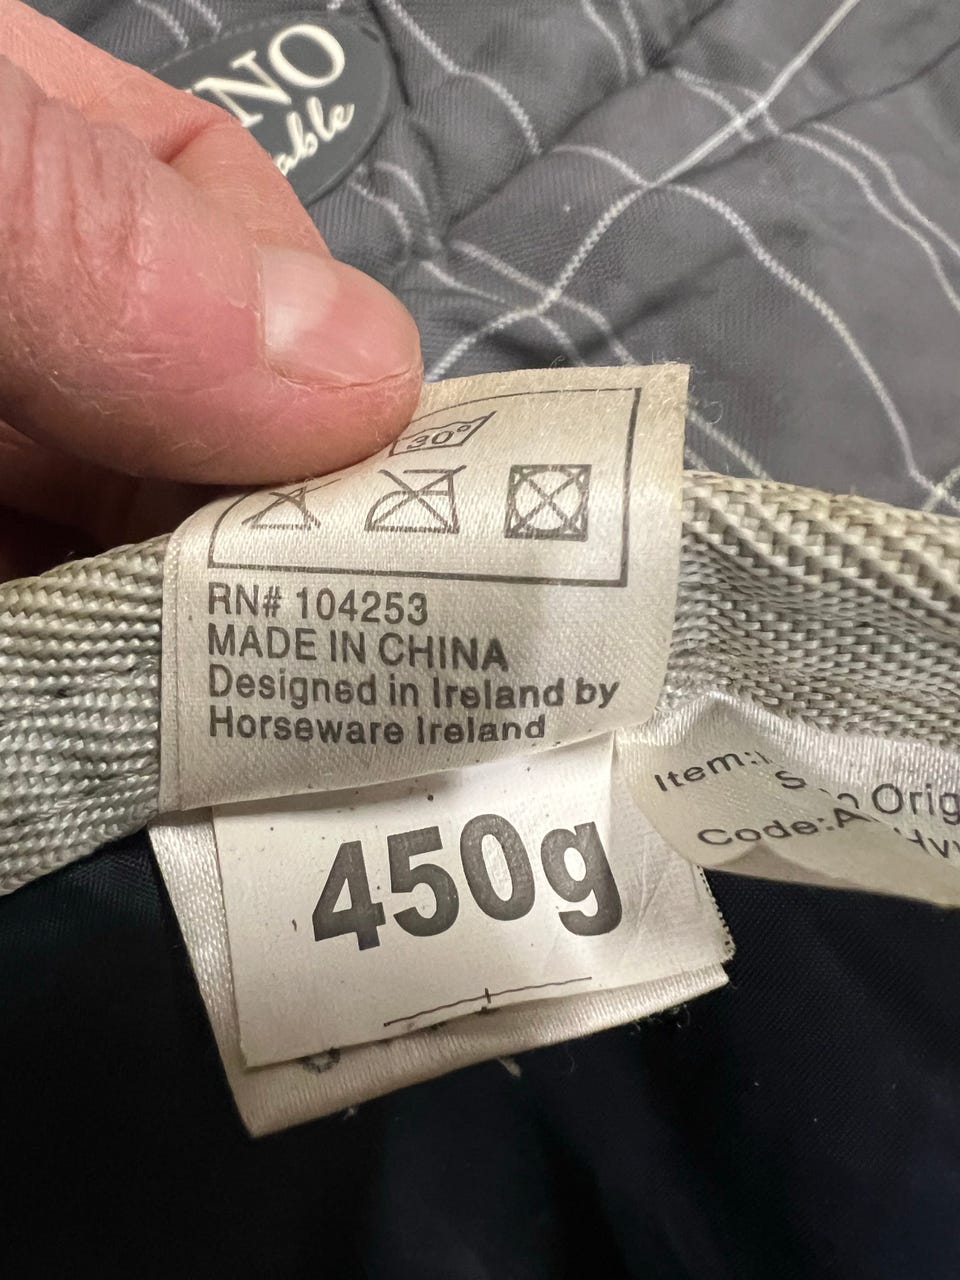 30°
RN# 104253
MADE IN CHINA
Designed in Ireland by
Horseware Ireland
450g
Item:
Code: